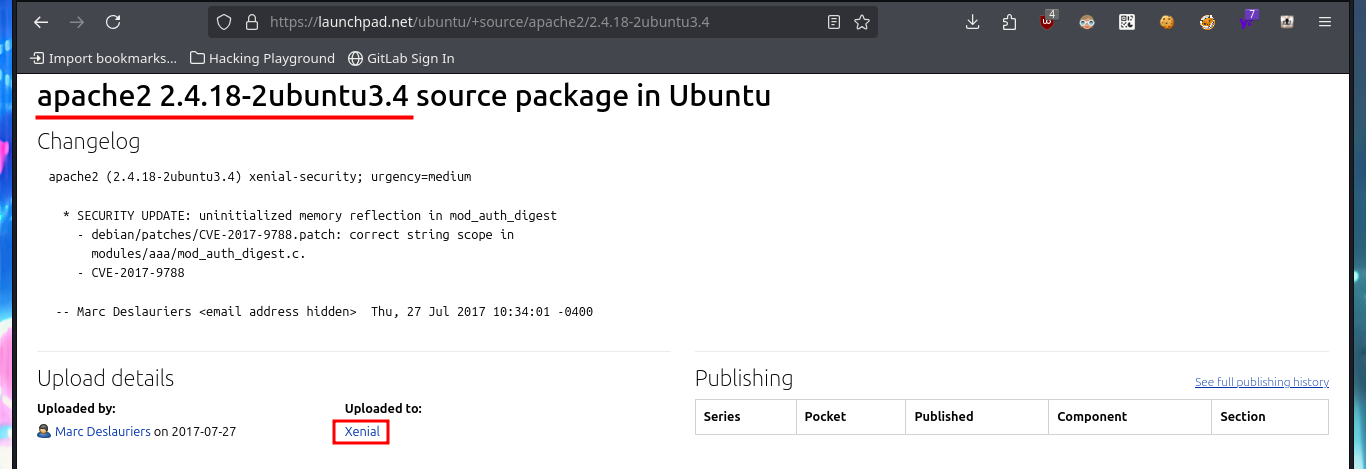 https://launchpad.net/ubuntu/+source/apache2/2.4.18-2ubuntu3.4
4
7
Import bookmarks...
Hacking Playground
GitLab Sign In
apache2 2.4.18-2ubuntu3.4 source package in Ubuntu
Changelog
apache2 (2.4.18-2ubuntu3.4) xenial-security; urgency=medium
* SECURITY UPDATE: uninitialized memory reflection in mod_auth_digest
- debian/patches/CVE-2017-9788.patch: correct string scope in
modules/aaa/mod_auth_digest.c.
- CVE-2017-9788
-- Marc Deslauriers <email address hidden>  Thu, 27 Jul 2017 10:34:01 -0400
Upload details
Uploaded by:
Marc Deslauriers on 2017-07-27
Uploaded to:
Xenial
Publishing
See full publishing history
Series Pocket Published Component Section